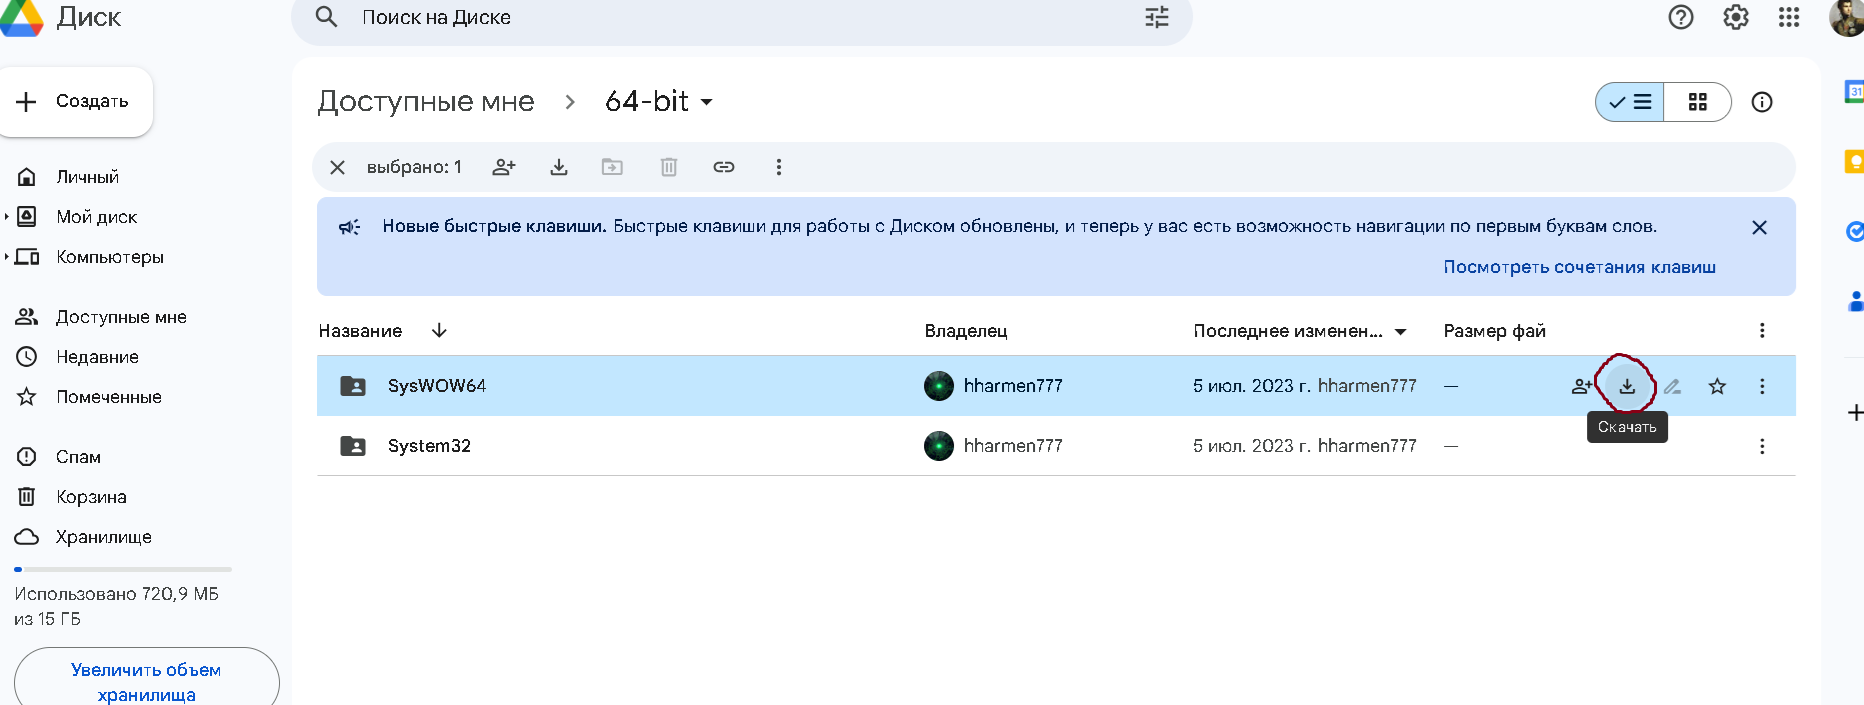 Диск
Поиск на Диске
Создать
Доступные мне
64-bit
выбрано: 1
Личный
Мой диск
Компьютеры
Новые быстрые клавиши. Быстрые клавиши для работы с Диском обновлены, и теперь у вас есть возможность навигации по первым буквам слов.
Посмотреть сочетания клавиш
Доступные мне
Недавние
Помеченные
Название
Владелец
Последнее изменен...
Размер фай
SysWOW64
hharmen777
5 июл. 2023 г. hharmen777
—
Скачать
System32
hharmen777
5 июл. 2023 г. hharmen777
—
Спам
Корзина
Хранилище
Использовано 720,9 МБ
из 15 ГБ
Увеличить объем
хранилища
31